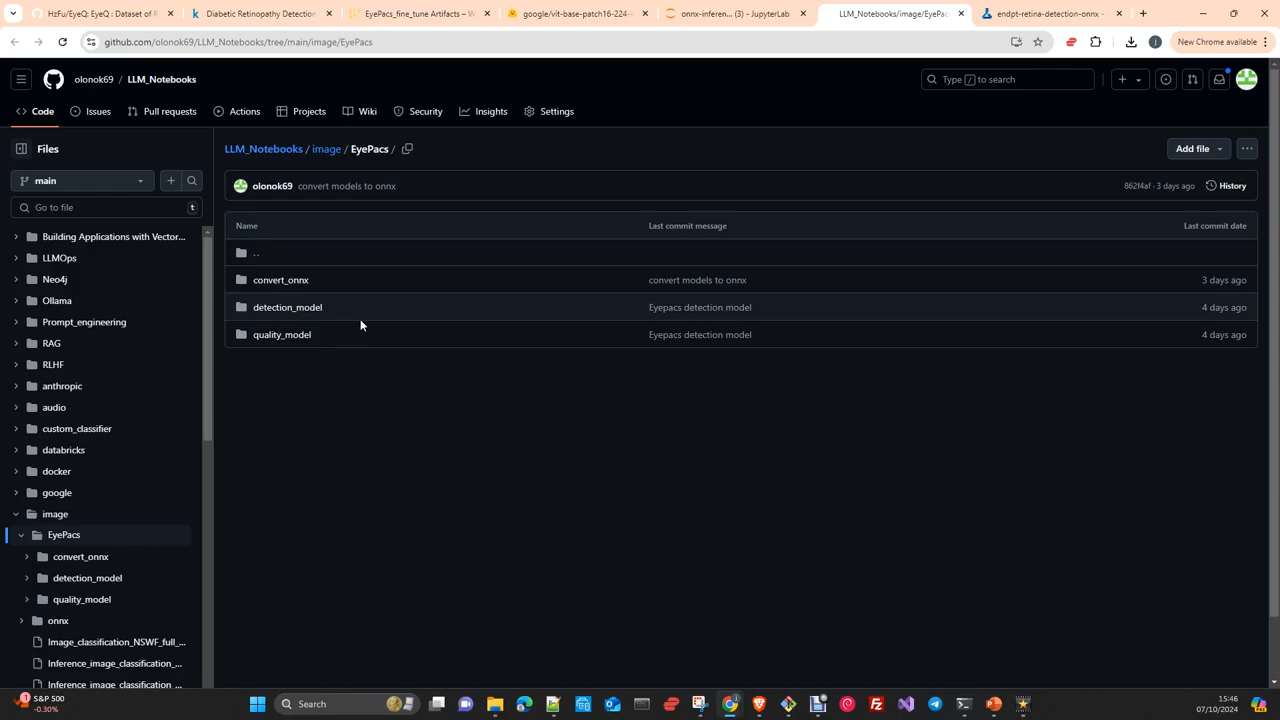 HzFu/EyeQ: EyeQ : Dataset of R
Diabetic Retinopathy Detection
EyePacs_fine_tune Artifacts – W
google/vit-base-patch16-224-
onnx-inferen... (3) - JupyterLab
LLM_Notebooks/image/EyePac
endpt-retina-detection-onnx -
github.com/olonok69/LLM_Notebooks/tree/main/image/EyePacs
New Chrome available
olonok69 / LLM_Notebooks
Type / to search
Code
Issues
Pull requests
Actions
Projects
Wiki
Security
Insights
Settings
Files
LLM_Notebooks / image / EyePacs /
Add file
main
olonok69 convert models to onnx
862f4af · 3 days ago
History
Go to file
t
Name
Last commit message
Last commit date
..
convert_onnx
convert models to onnx
3 days ago
detection_model
Eyepacs detection model
4 days ago
quality_model
Eyepacs detection model
4 days ago
Building Applications with Vector...
LLMOps
Neo4j
Ollama
Prompt_engineering
RAG
RLHF
anthropic
audio
custom_classifier
databricks
docker
google
image
EyePacs
convert_onnx
detection_model
quality_model
onnx
Image_classification_NSWF_full_...
Inference_image_classification_...
Inference_image_classification_...
S&P 500
-0.30%
Search
15:46
07/10/2024